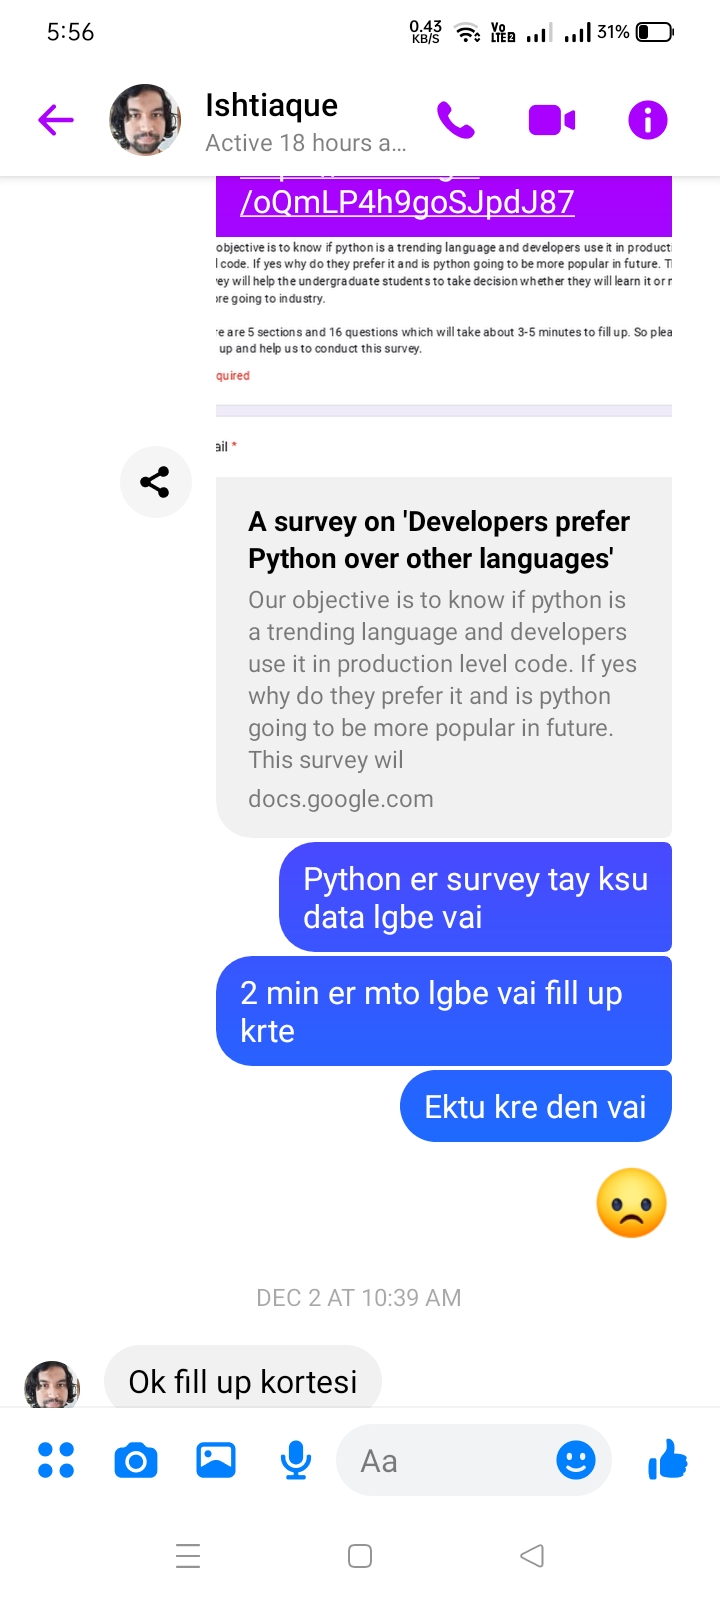 5:56
0.43
KB/S
Vo
LTE2
31%
Ishtiaque
Active 18 hours a...
/oQmLP4h9goSJpdJ87
objective is to know if python is a trending language and developers use it in producti
l code. If yes why do they prefer it and is python going to be more popular in future. T
ey will help the undergraduate students to take decision whether they will learn it or n
re going to industry.
re are 5 sections and 16 questions which will take about 3-5 minutes to fill up. So plea
up and help us to conduct this survey.
quired
ail *
A survey on 'Developers prefer
Python over other languages'
Our objective is to know if python is
a trending language and developers
use it in production level code. If yes
why do they prefer it and is python
going to be more popular in future.
This survey wil
docs.google.com
Python er survey tay ksu
data lgbe vai
2 min er mto lgbe vai fill up
krte
Ektu kre den vai
DEC 2 AT 10:39 AM
Ok fill up kortesi
Aa